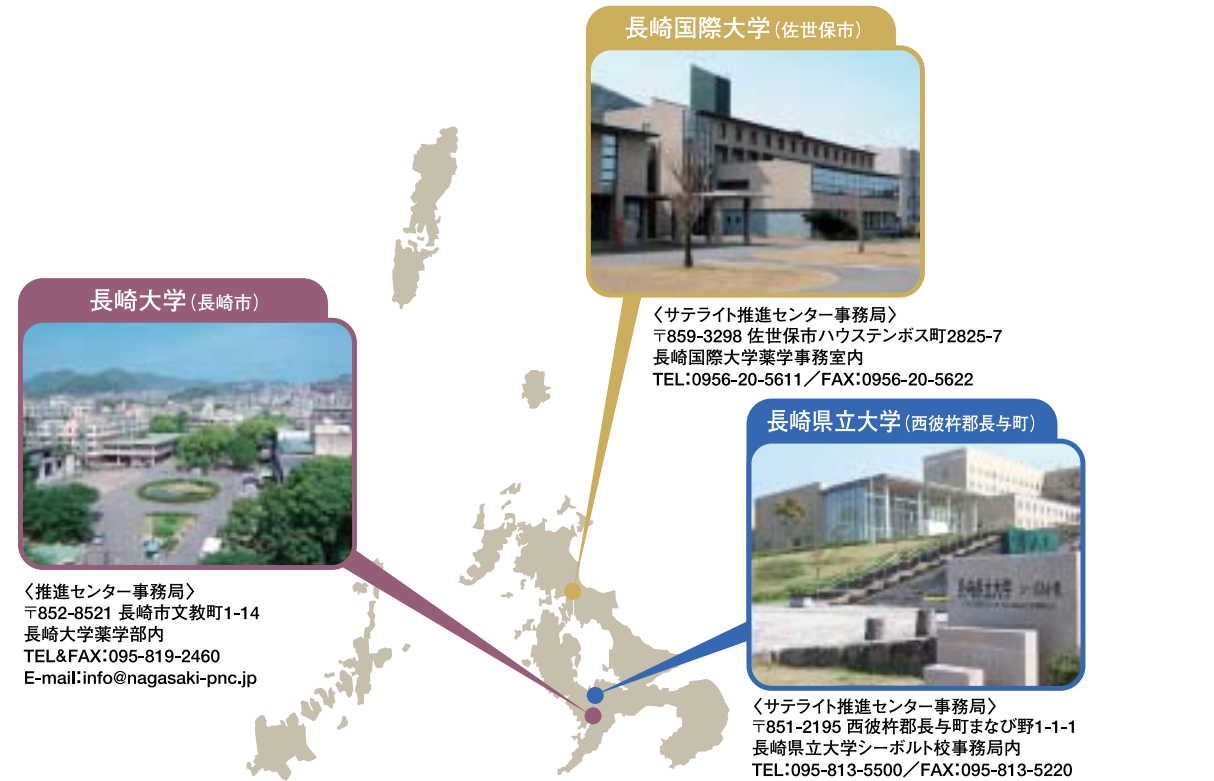 長崎国際大学（佐世保市）
〈サテライト推進センター事務局〉
〒859-3298 佐世保市ハウステンボス町2825-7
長崎国際大学薬学事務室内
TEL：0956-20-5611／FAX：0956-20-5622
長崎大学（長崎市）
〈推進センター事務局〉
〒852-8521 長崎市文教町1-14
長崎大学薬学部内
TEL&FAX：095-819-2460
E-mail：info@nagasaki-pnc.jp
長崎県立大学（西彼杵郡長与町）
〈サテライト推進センター事務局〉
〒851-2195 西彼杵郡長与町まなび野1-1-1
長崎県立大学シーボルト校事務局内
TEL：095-813-5500／FAX：095-813-5220